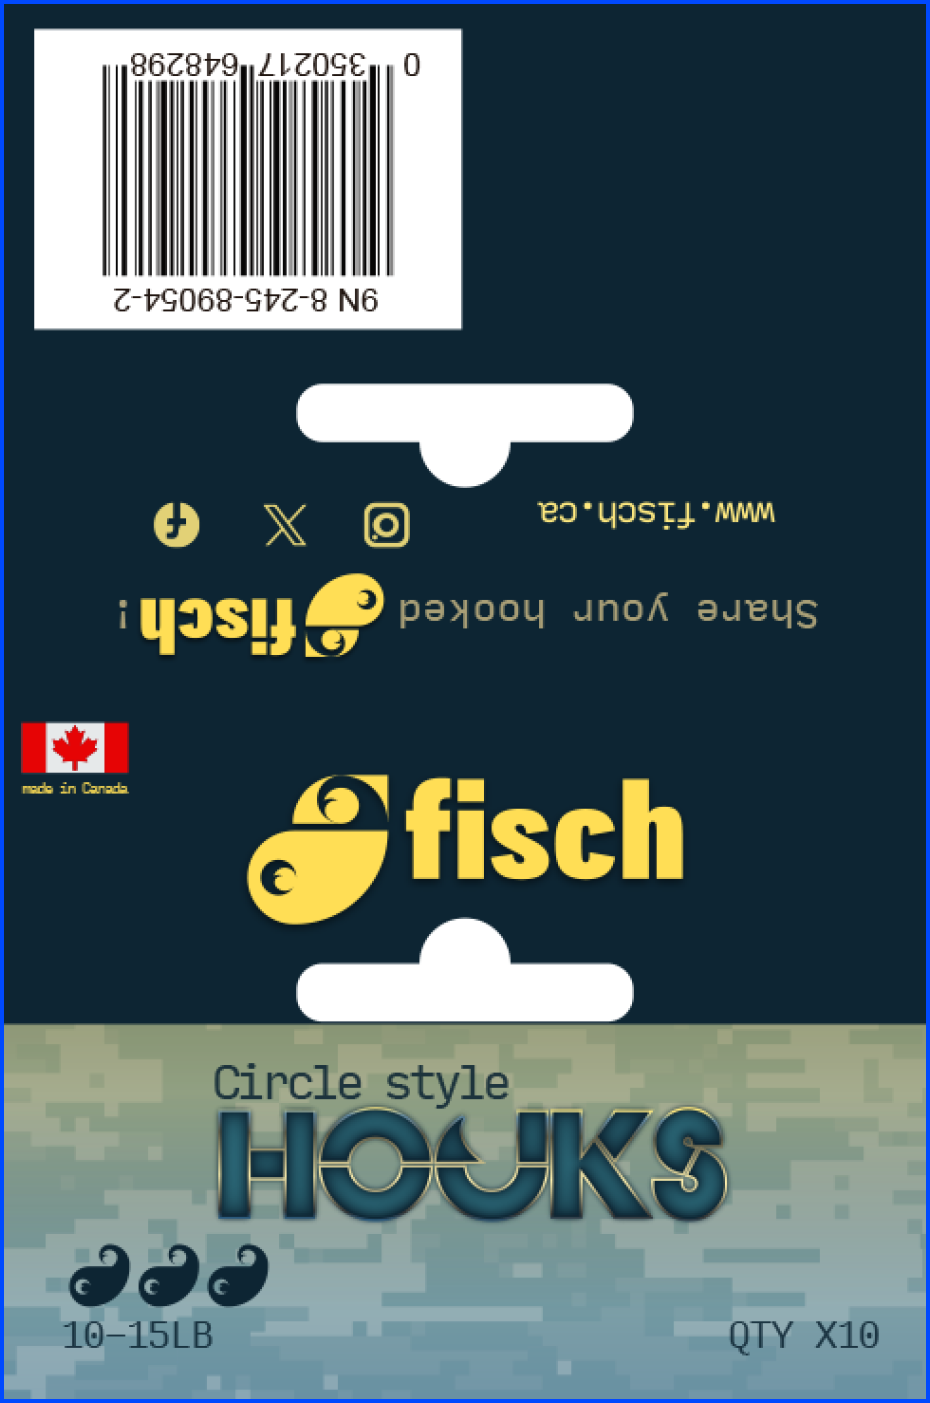 0 350217 648298
9N 8-245-89054-2
www.fisch.ca
Share your hooked fisch!
made in Canada
fisch
Circle style
HOOKS
10-15LB
QTY X10